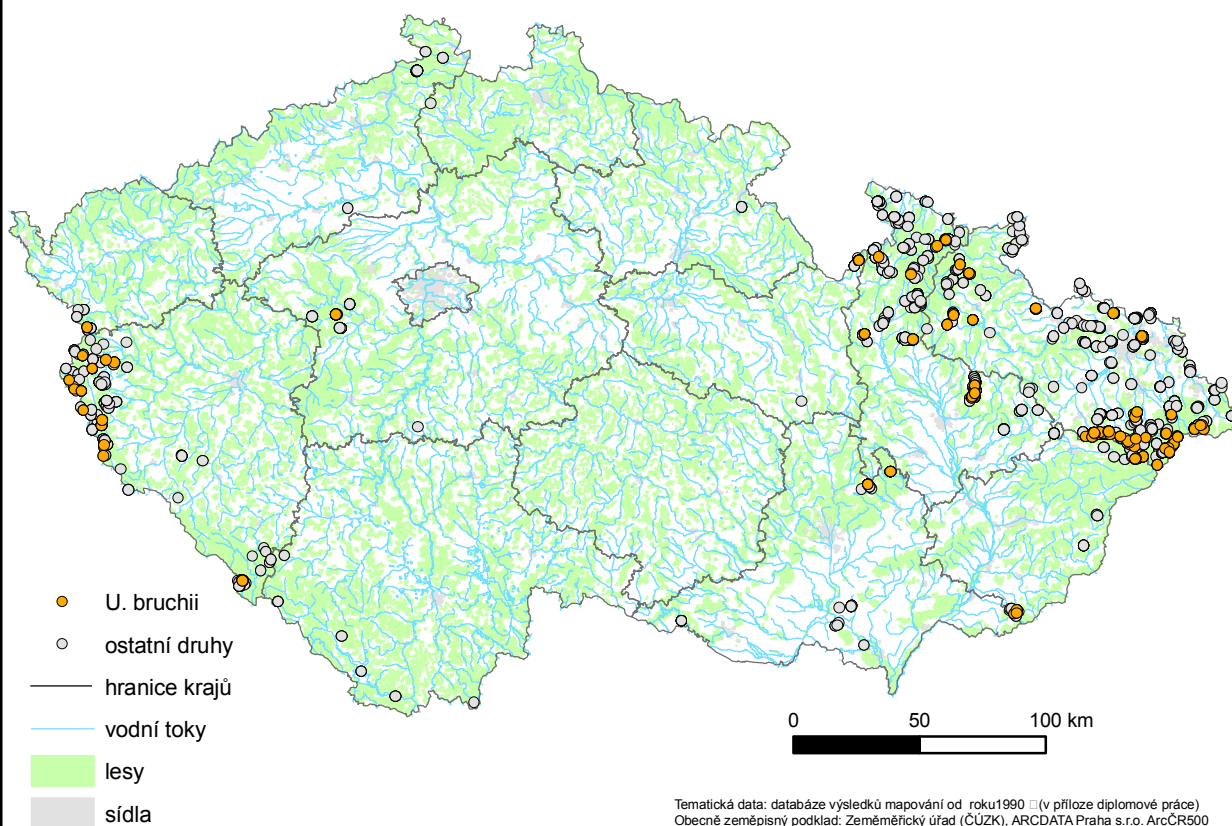 U. bruchii
ostatní druhy
hranice krajů
vodní toky
lesy
sídla
0 50 100 km
Tematická data: databáze výsledků mapování od roku1990 □(v příloze diplomové práce)
Obecně zeměpisný podklad: Zeměměřický úřad (ČÚZK), ARCDATA Praha s.r.o. ArcČR500